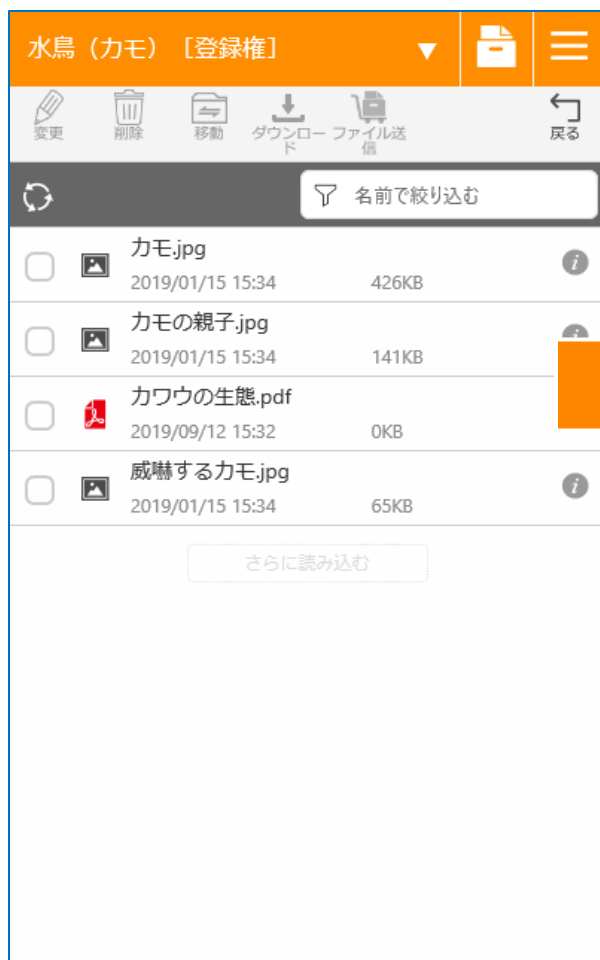 水鳥（カモ）［登録権］ ▼
変更 削除 移動 ダウンロード ファイル送信 戻る
名前で絞り込む
カモ.jpg
2019/01/15 15:34 426KB
カモの親子.jpg
2019/01/15 15:34 141KB
カワウの生態.pdf
2019/09/12 15:32 0KB
威嚇するカモ.jpg
2019/01/15 15:34 65KB
さらに読み込む